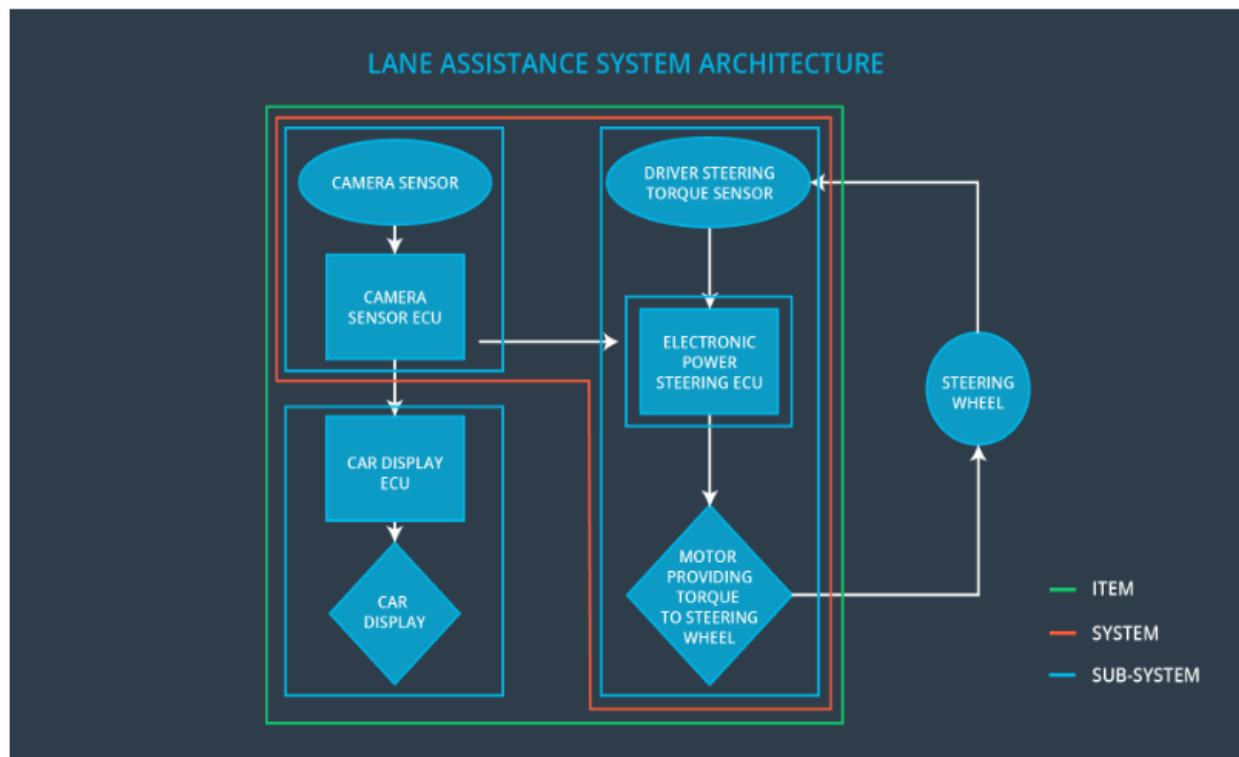 LANE ASSISTANCE SYSTEM ARCHITECTURE
CAMERA SENSOR
CAMERA
SENSOR ECU
CAR DISPLAY
ECU
CAR
DISPLAY
DRIVER STEERING
TORQUE SENSOR
ELECTRONIC
POWER
STEERING ECU
MOTOR
PROVIDING
TORQUE
TO STEERING
WHEEL
STEERING
WHEEL
ITEM
SYSTEM
SUB-SYSTEM